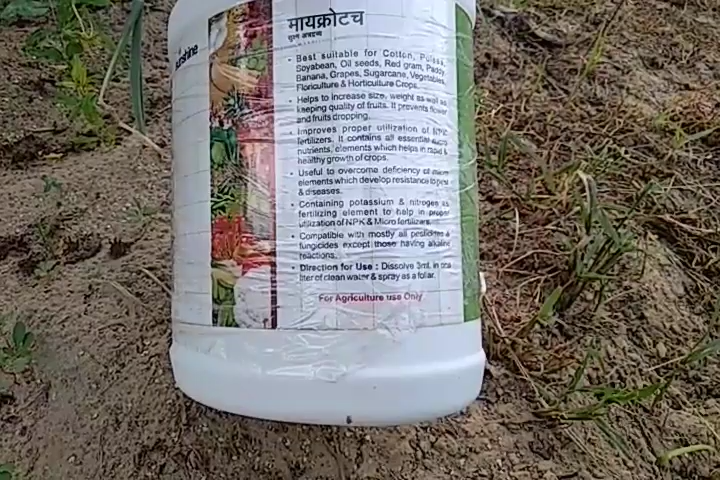 मायक्रोटच
सूक्ष्म अन्नद्रव्य
sunshine
• Best suitable for Cotton, Pulses,
Soyabean, Oil seeds, Red gram, Paddy,
Banana, Grapes, Sugarcane, Vegetables,
Floriculture & Horticulture Crops.
• Helps to increase size, weight as well as
keeping quality of fruits. It prevents flower
and fruits dropping.
• Improves proper utilization of NPK
fertilizers. It contains all essential micro
nutrients, elements which helps in rapid &
healthy growth of crops.
• Useful to overcome deficiency of micro
elements which develop resistance to pest
& diseases.
• Containing potassium & nitrogen as
fertilizing element to help in proper
utilization of NPK & Micro fertilizers.
• Compatible with mostly all pesticides &
fungicides except those having alkaline
reactions.
• Direction for Use : Dissolve 3ml. in one
liter of clean water & spray as a foliar.
For Agriculture use Only